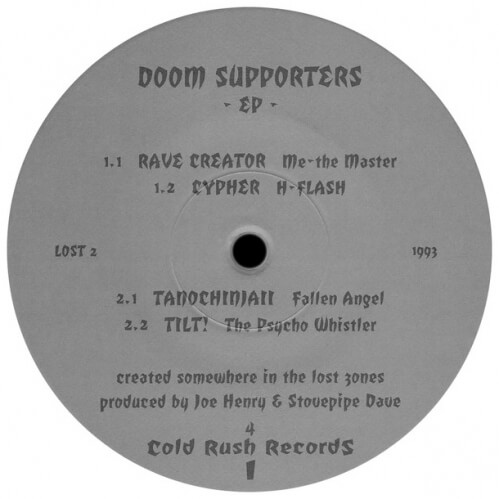 DOOM SUPPORTERS
- EP -
1.1 RAVE CREATOR Me-the Master
1.2 CYPHER H-FLASH
LOST 2 1993
2.1 TANOCHINJAII Fallen Angel
2.2 TILT! The Psycho Whistler
created somewhere in the lost zones
produced by Joe Henry & Stovepipe Dave
4
Cold Rush RecordS
1